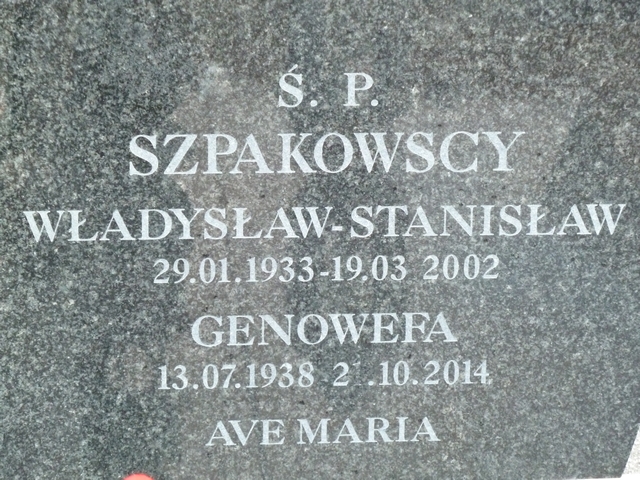 Ś. P.
SZPAKOWSCY
WŁADYSŁAW-STANISŁAW
29.01.1933-19.03 2002
GENOWEFA
13.07.1938
AVE MARIA